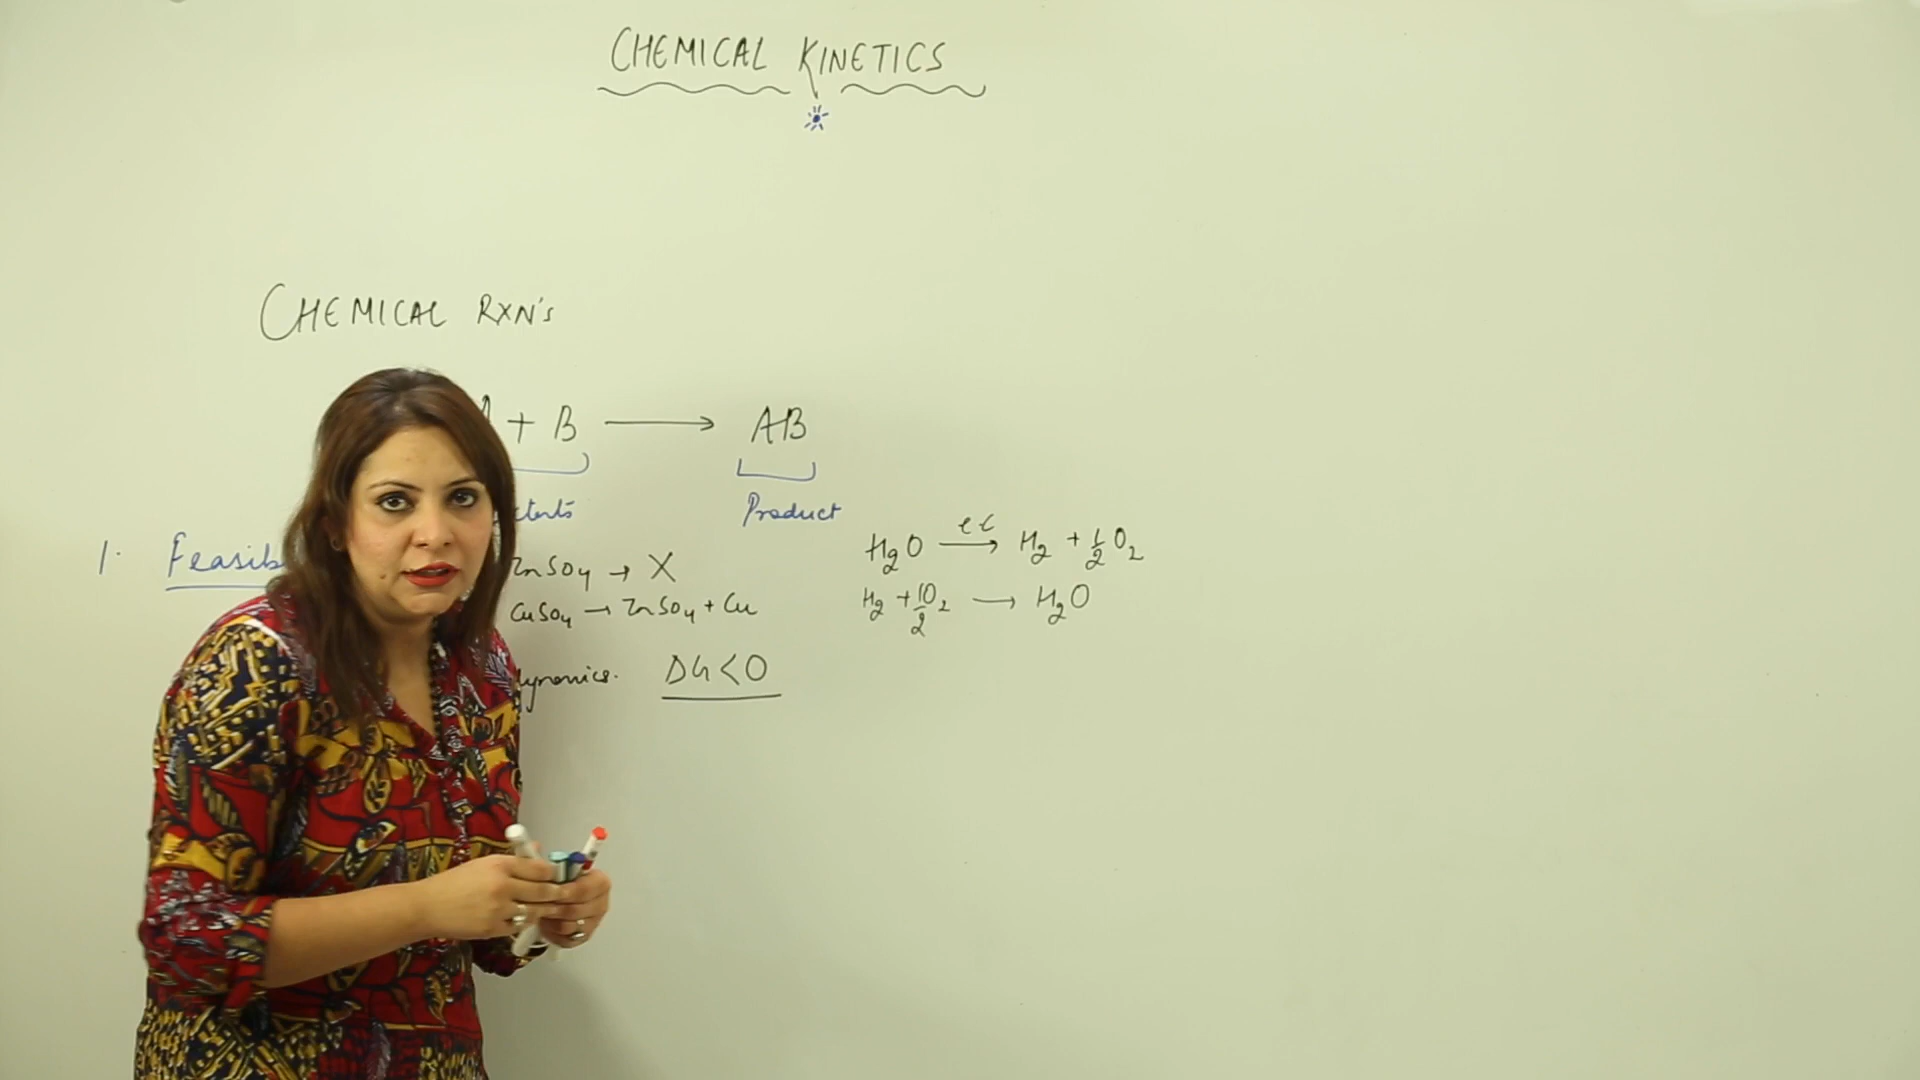 CHEMICAL KINETICS
CHEMICAL RXN's
+ B → AB
Product
1. Feasib
ZnSO4 → X
CuSO4 → ZnSO4 + Cu
H2O → H2 + 1/2 O2
H2 + 1/2 O2 → H2O
ΔG < O